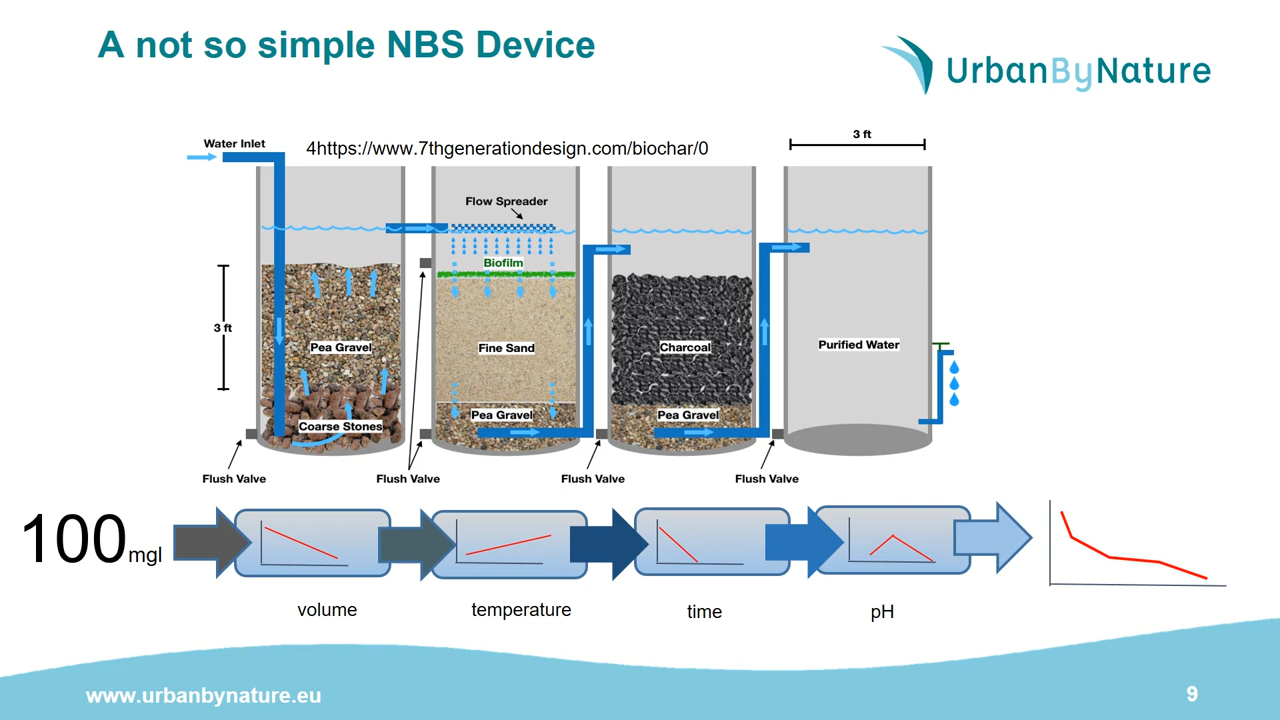 A not so simple NBS Device
UrbanByNature
3 ft
Water Inlet
4https://www.7thgenerationdesign.com/biochar/0
Flow Spreader
Biofilm
3 ft
Pea Gravel
Fine Sand
Charcoal
Purified Water
Coarse Stones
Pea Gravel
Pea Gravel
Flush Valve
Flush Valve
Flush Valve
Flush Valve
100 mgl
volume
temperature
time
pH
www.urbanbynature.eu
9